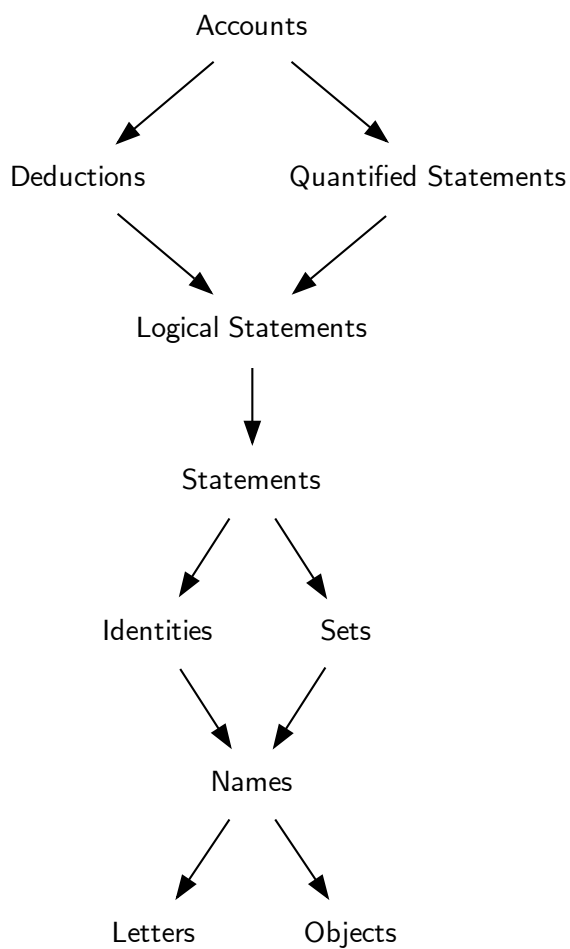 Accounts
Deductions
Quantified Statements
Logical Statements
Statements
Identities
Sets
Names
Letters
Objects